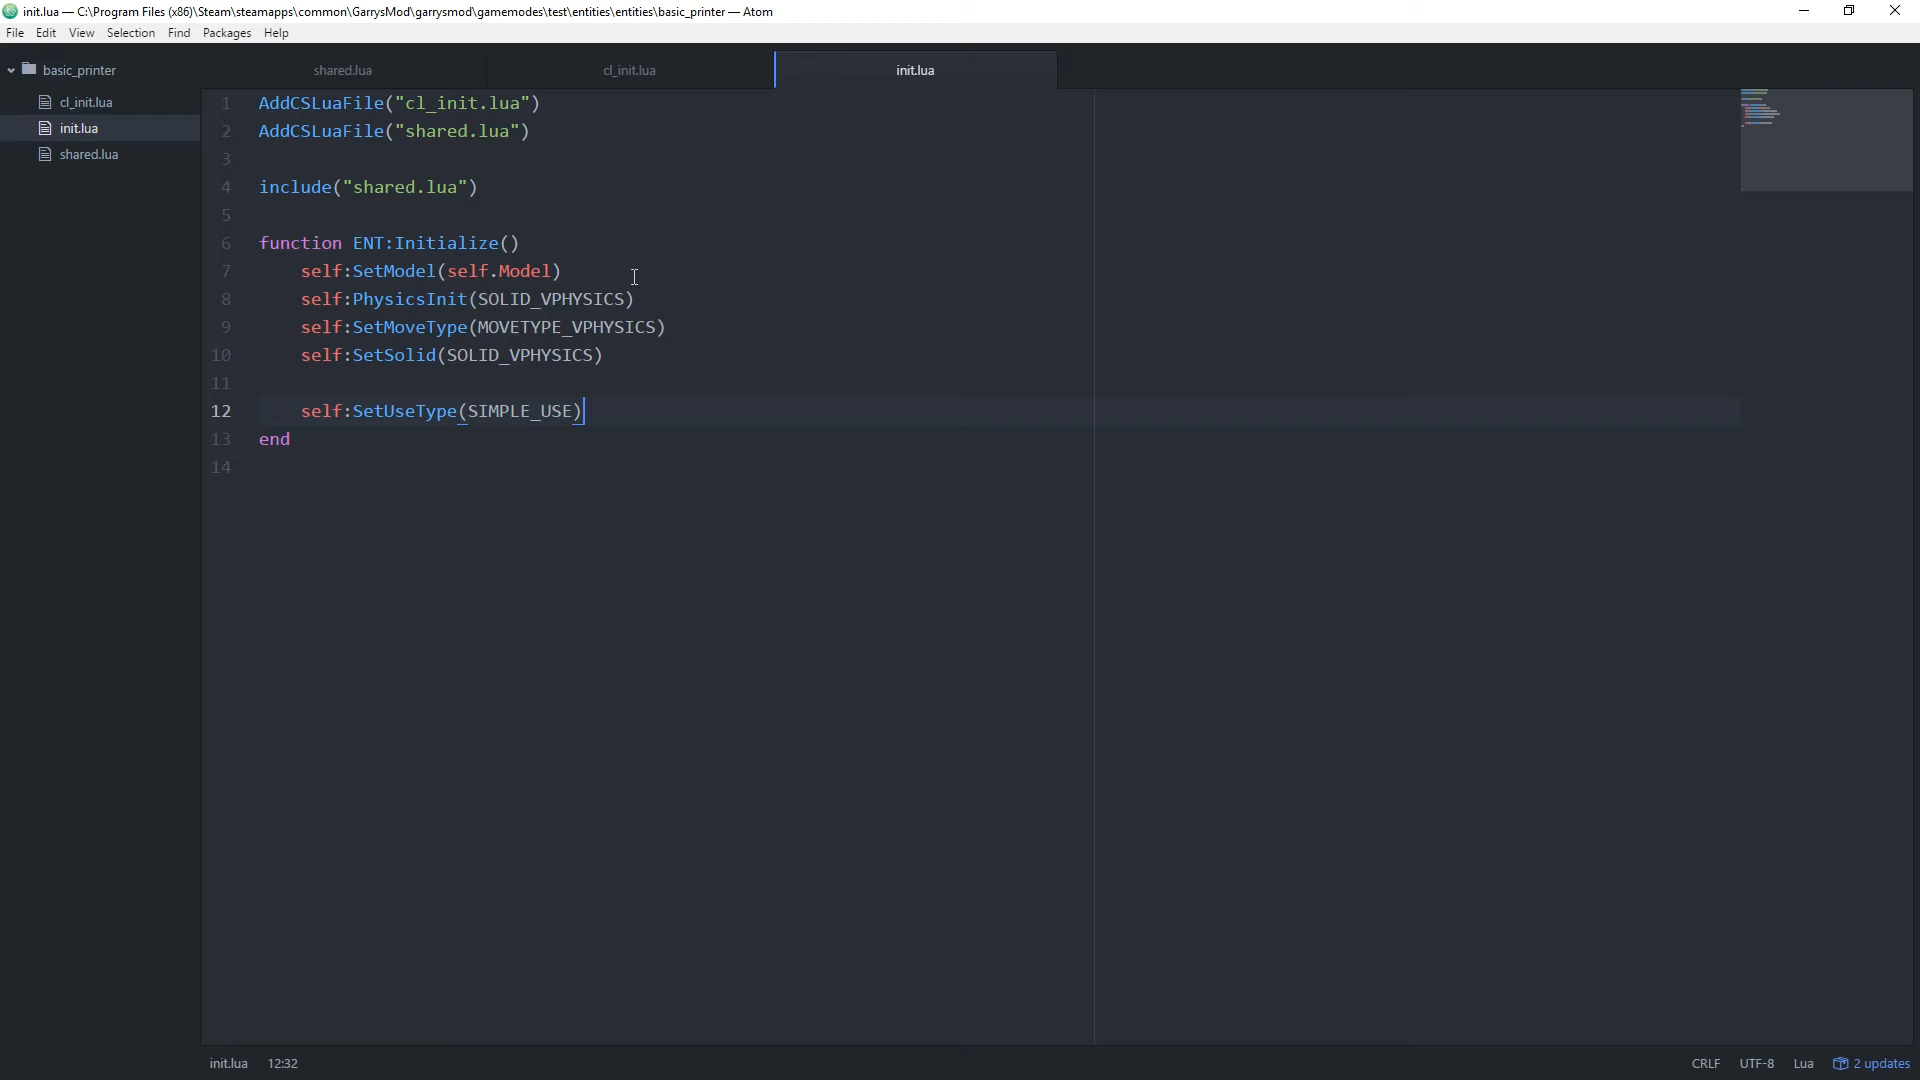 init.lua — C:\Program Files (x86)\Steam\steamapps\common\GarrysMod\garrysmod\gamemodes\test\entities\entities\basic_printer — Atom
File Edit View Selection Find Packages Help
basic_printer
cl_init.lua
init.lua
shared.lua
shared.lua cl_init.lua init.lua
1 AddCSLuaFile("cl_init.lua")
2 AddCSLuaFile("shared.lua")
3
4 include("shared.lua")
5
6 function ENT:Initialize()
7     self:SetModel(self.Model)
8     self:PhysicsInit(SOLID_VPHYSICS)
9     self:SetMoveType(MOVETYPE_VPHYSICS)
10     self:SetSolid(SOLID_VPHYSICS)
11
12     self:SetUseType(SIMPLE_USE)
13 end
14
init.lua 12:32 CRLF UTF-8 Lua 2 updates